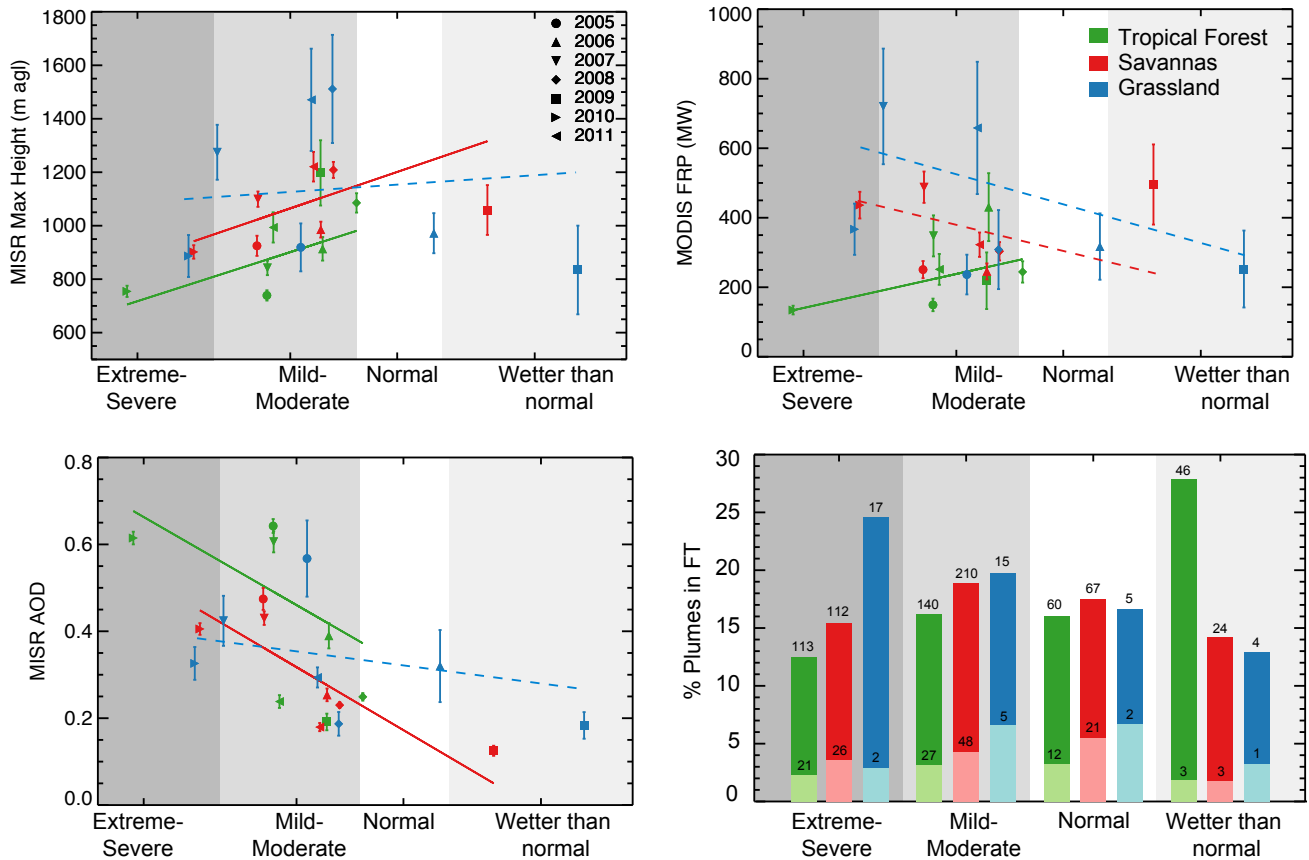 MISR Max Height (m agl)
1800
1600
1400
1200
1000
800
600
2005
2006
2007
2008
2009
2010
2011
Extreme-
Severe
Mild-
Moderate
Normal
Wetter than
normal
MODIS FRP (MW)
1000
800
600
400
200
0
Tropical Forest
Savannas
Grassland
Extreme-
Severe
Mild-
Moderate
Normal
Wetter than
normal
MISR AOD
0.8
0.6
0.4
0.2
0.0
Extreme-
Severe
Mild-
Moderate
Normal
Wetter than
normal
% Plumes in FT
30
25
20
15
10
5
0
113
112
17
140
210
15
60
67
5
46
24
4
21
26
2
27
48
5
12
21
2
3
3
1
Extreme-
Severe
Mild-
Moderate
Normal
Wetter than
normal